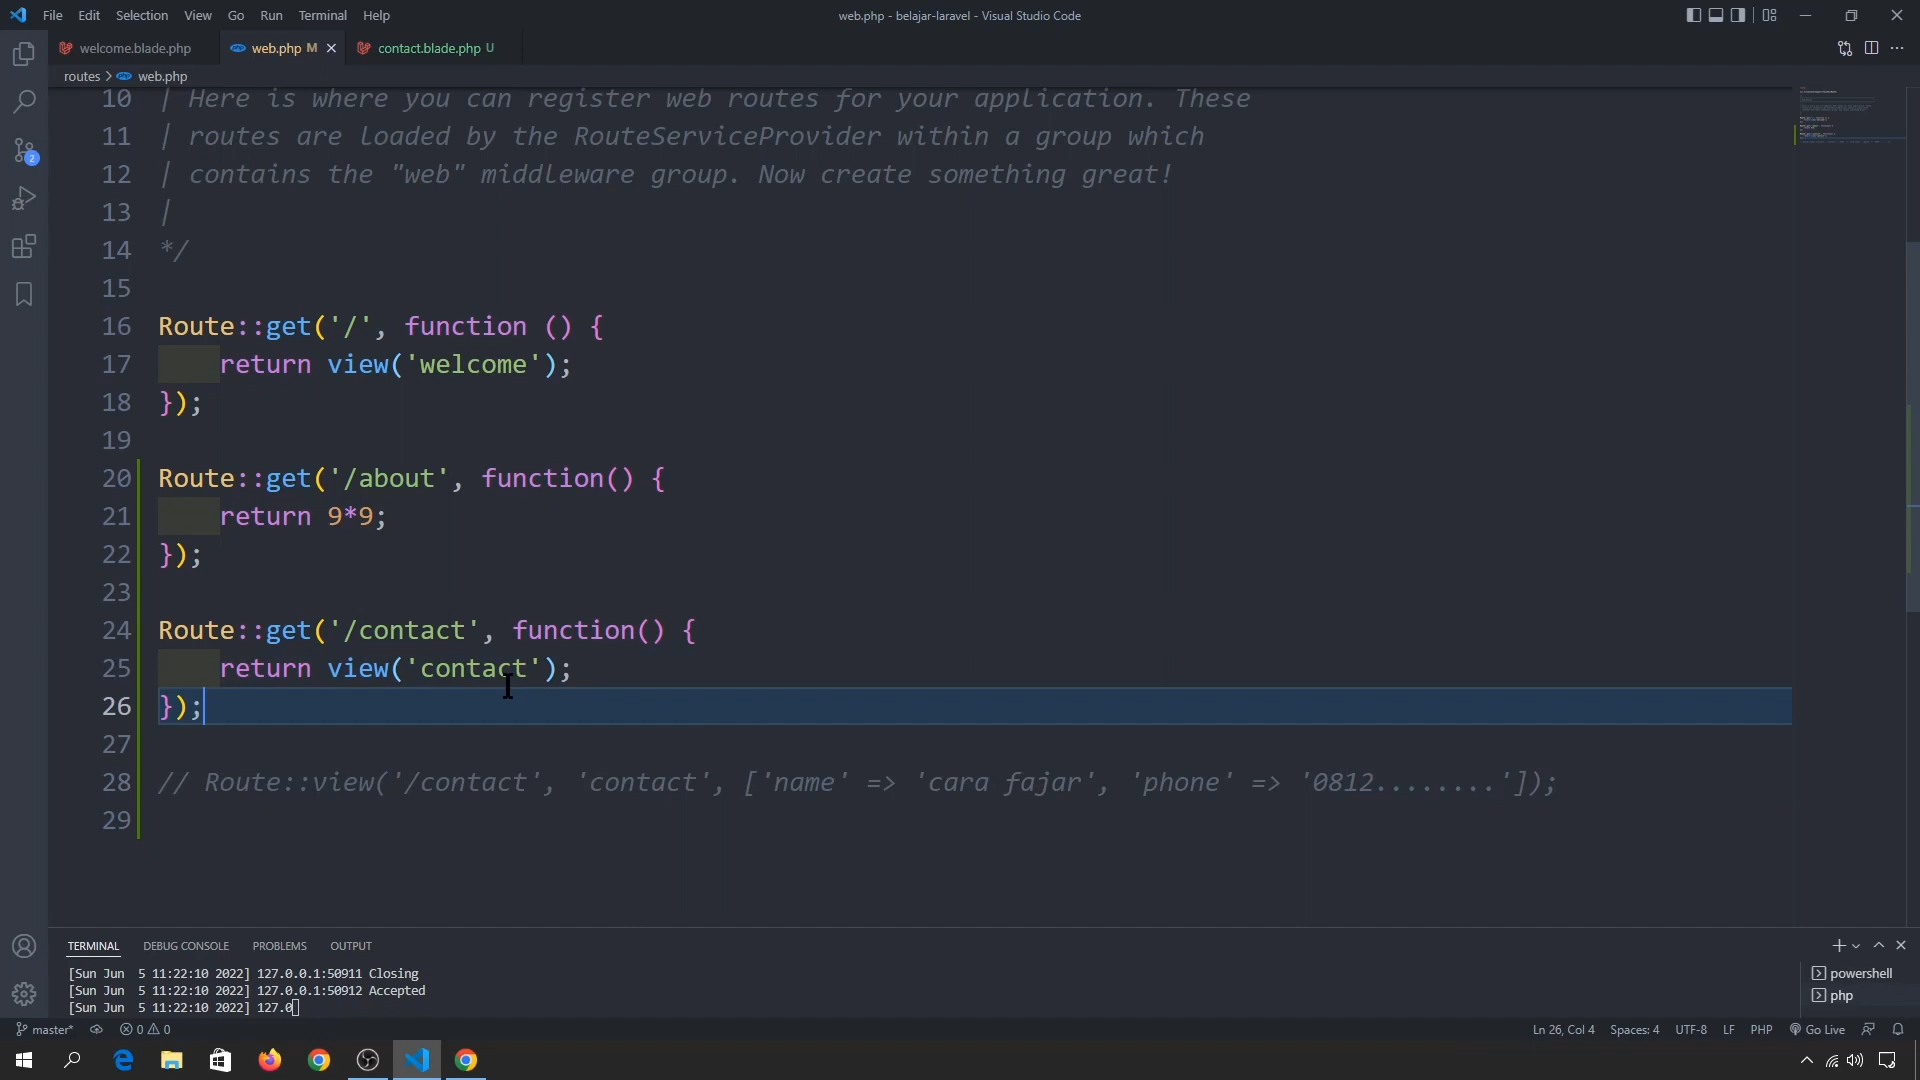 File Edit Selection View Go Run Terminal Help
web.php - belajar-laravel - Visual Studio Code
welcome.blade.php
web.php M
contact.blade.php U
routes > web.php
10 | Here is where you can register web routes for your application. These
11 | routes are loaded by the RouteServiceProvider within a group which
12 | contains the "web" middleware group. Now create something great!
13 |
14 */
15
16 Route::get('/', function () {
17 return view('welcome');
18 });
19
20 Route::get('/about', function() {
21 return 9*9;
22 });
23
24 Route::get('/contact', function() {
25 return view('contact');
26 });
27
28 // Route::view('/contact', 'contact', ['name' => 'cara fajar', 'phone' => '0812........']);
29
TERMINAL DEBUG CONSOLE PROBLEMS OUTPUT
[Sun Jun  5 11:22:10 2022] 127.0.0.1:50911 Closing
[Sun Jun  5 11:22:10 2022] 127.0.0.1:50912 Accepted
[Sun Jun  5 11:22:10 2022] 127.0
powershell
php
2
master* 0 0
Ln 26, Col 4 Spaces: 4 UTF-8 LF PHP Go Live